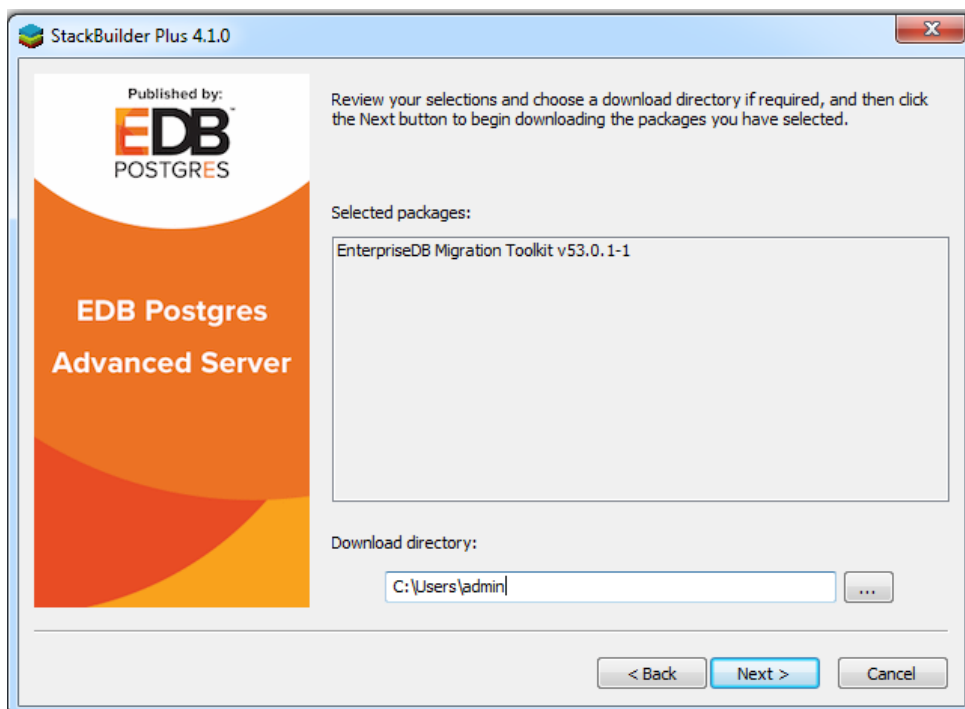 StackBuilder Plus 4.1.0
Published by:
EDB™
POSTGRES
EDB Postgres
Advanced Server
Review your selections and choose a download directory if required, and then click
the Next button to begin downloading the packages you have selected.
Selected packages:
EnterpriseDB Migration Toolkit v53.0.1-1
Download directory:
C:\Users\admin
...
< Back
Next >
Cancel